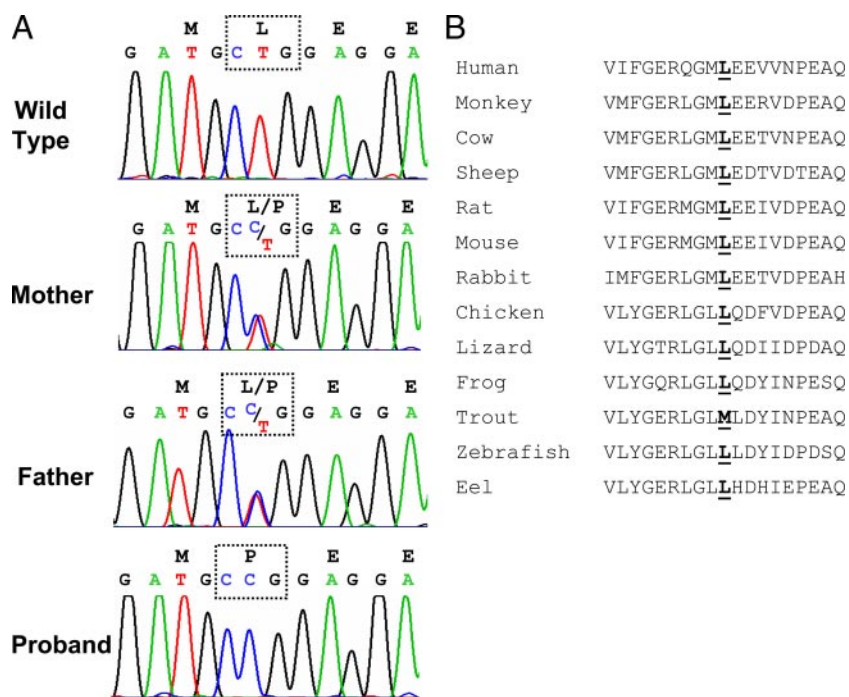 A
M L E E
G A T G C T G G A G G A
Wild
Type
M L/P E E
G A T G C C/T G G A G G A
Mother
M L/P E E
G A T G C C/T G G A G G A
Father
M P E E
G A T G C C G G A G G A
Proband
B
Human VIFGERQGMLEEVVNPEAQ
Monkey VMFGERLGMLEERVDPEAQ
Cow VMFGERLGMLEETVNPEAQ
Sheep VMFGERLGMLEDTVDTEAQ
Rat VIFGERMGMLEEIVDPEAQ
Mouse VIFGERMGMLEEIVDPEAQ
Rabbit IMFGERLGMLEETVDPEAH
Chicken VLYGERLGLLQDFVDPEAQ
Lizard VLYGTRLGLLQDIIDPDAQ
Frog VLYGQRLGLLQDYINPESQ
Trout VLYGERLGLMLDYINPEAQ
Zebrafish VLYGERLGLLLDYIDPDSQ
Eel VLYGERLGLLHDHIEPEAQ